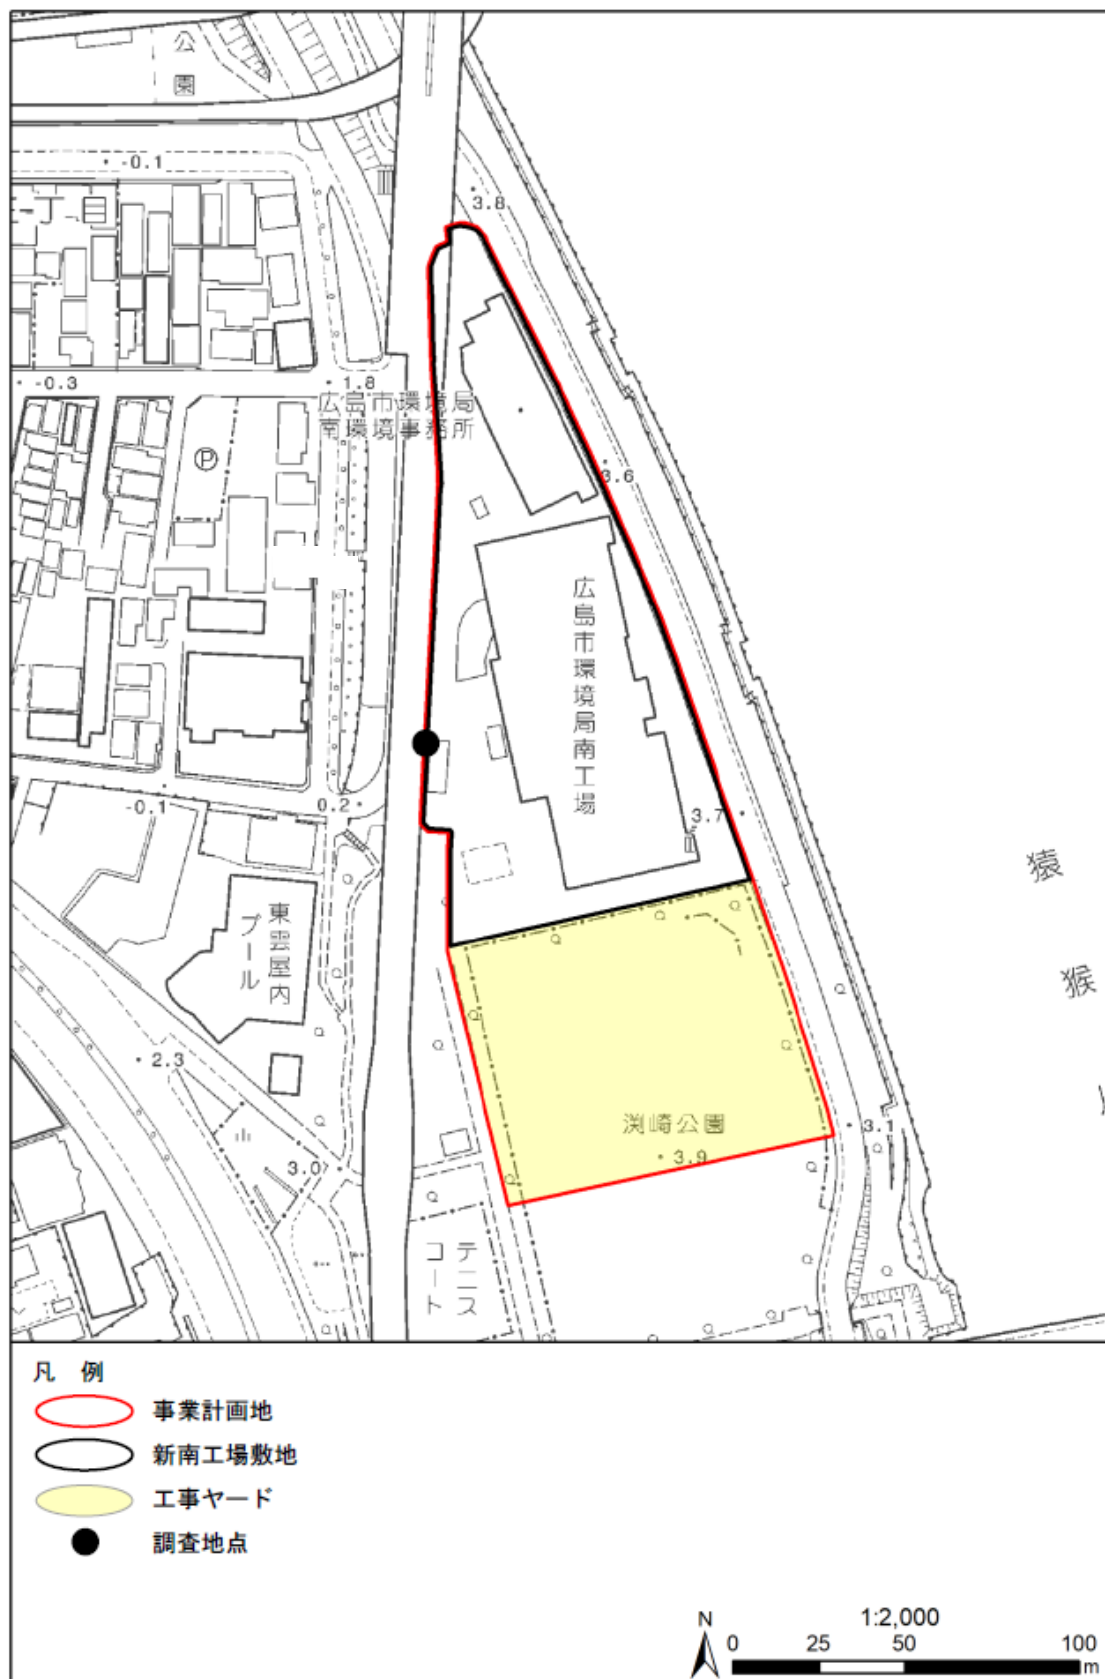 公園
-0.1
3.8
-0.3
1.8
広島市環境局
南環境事務所
P
3.6
広島市環境局南工場
-0.1
0.2
3.7
猿
猴
東雲屋内
プール
2.3
渕崎公園
3.9
3.1
3.0
テニス
コート
凡 例
事業計画地
新南工場敷地
工事ヤード
調査地点
N
1:2,000
0 25 50 100
m